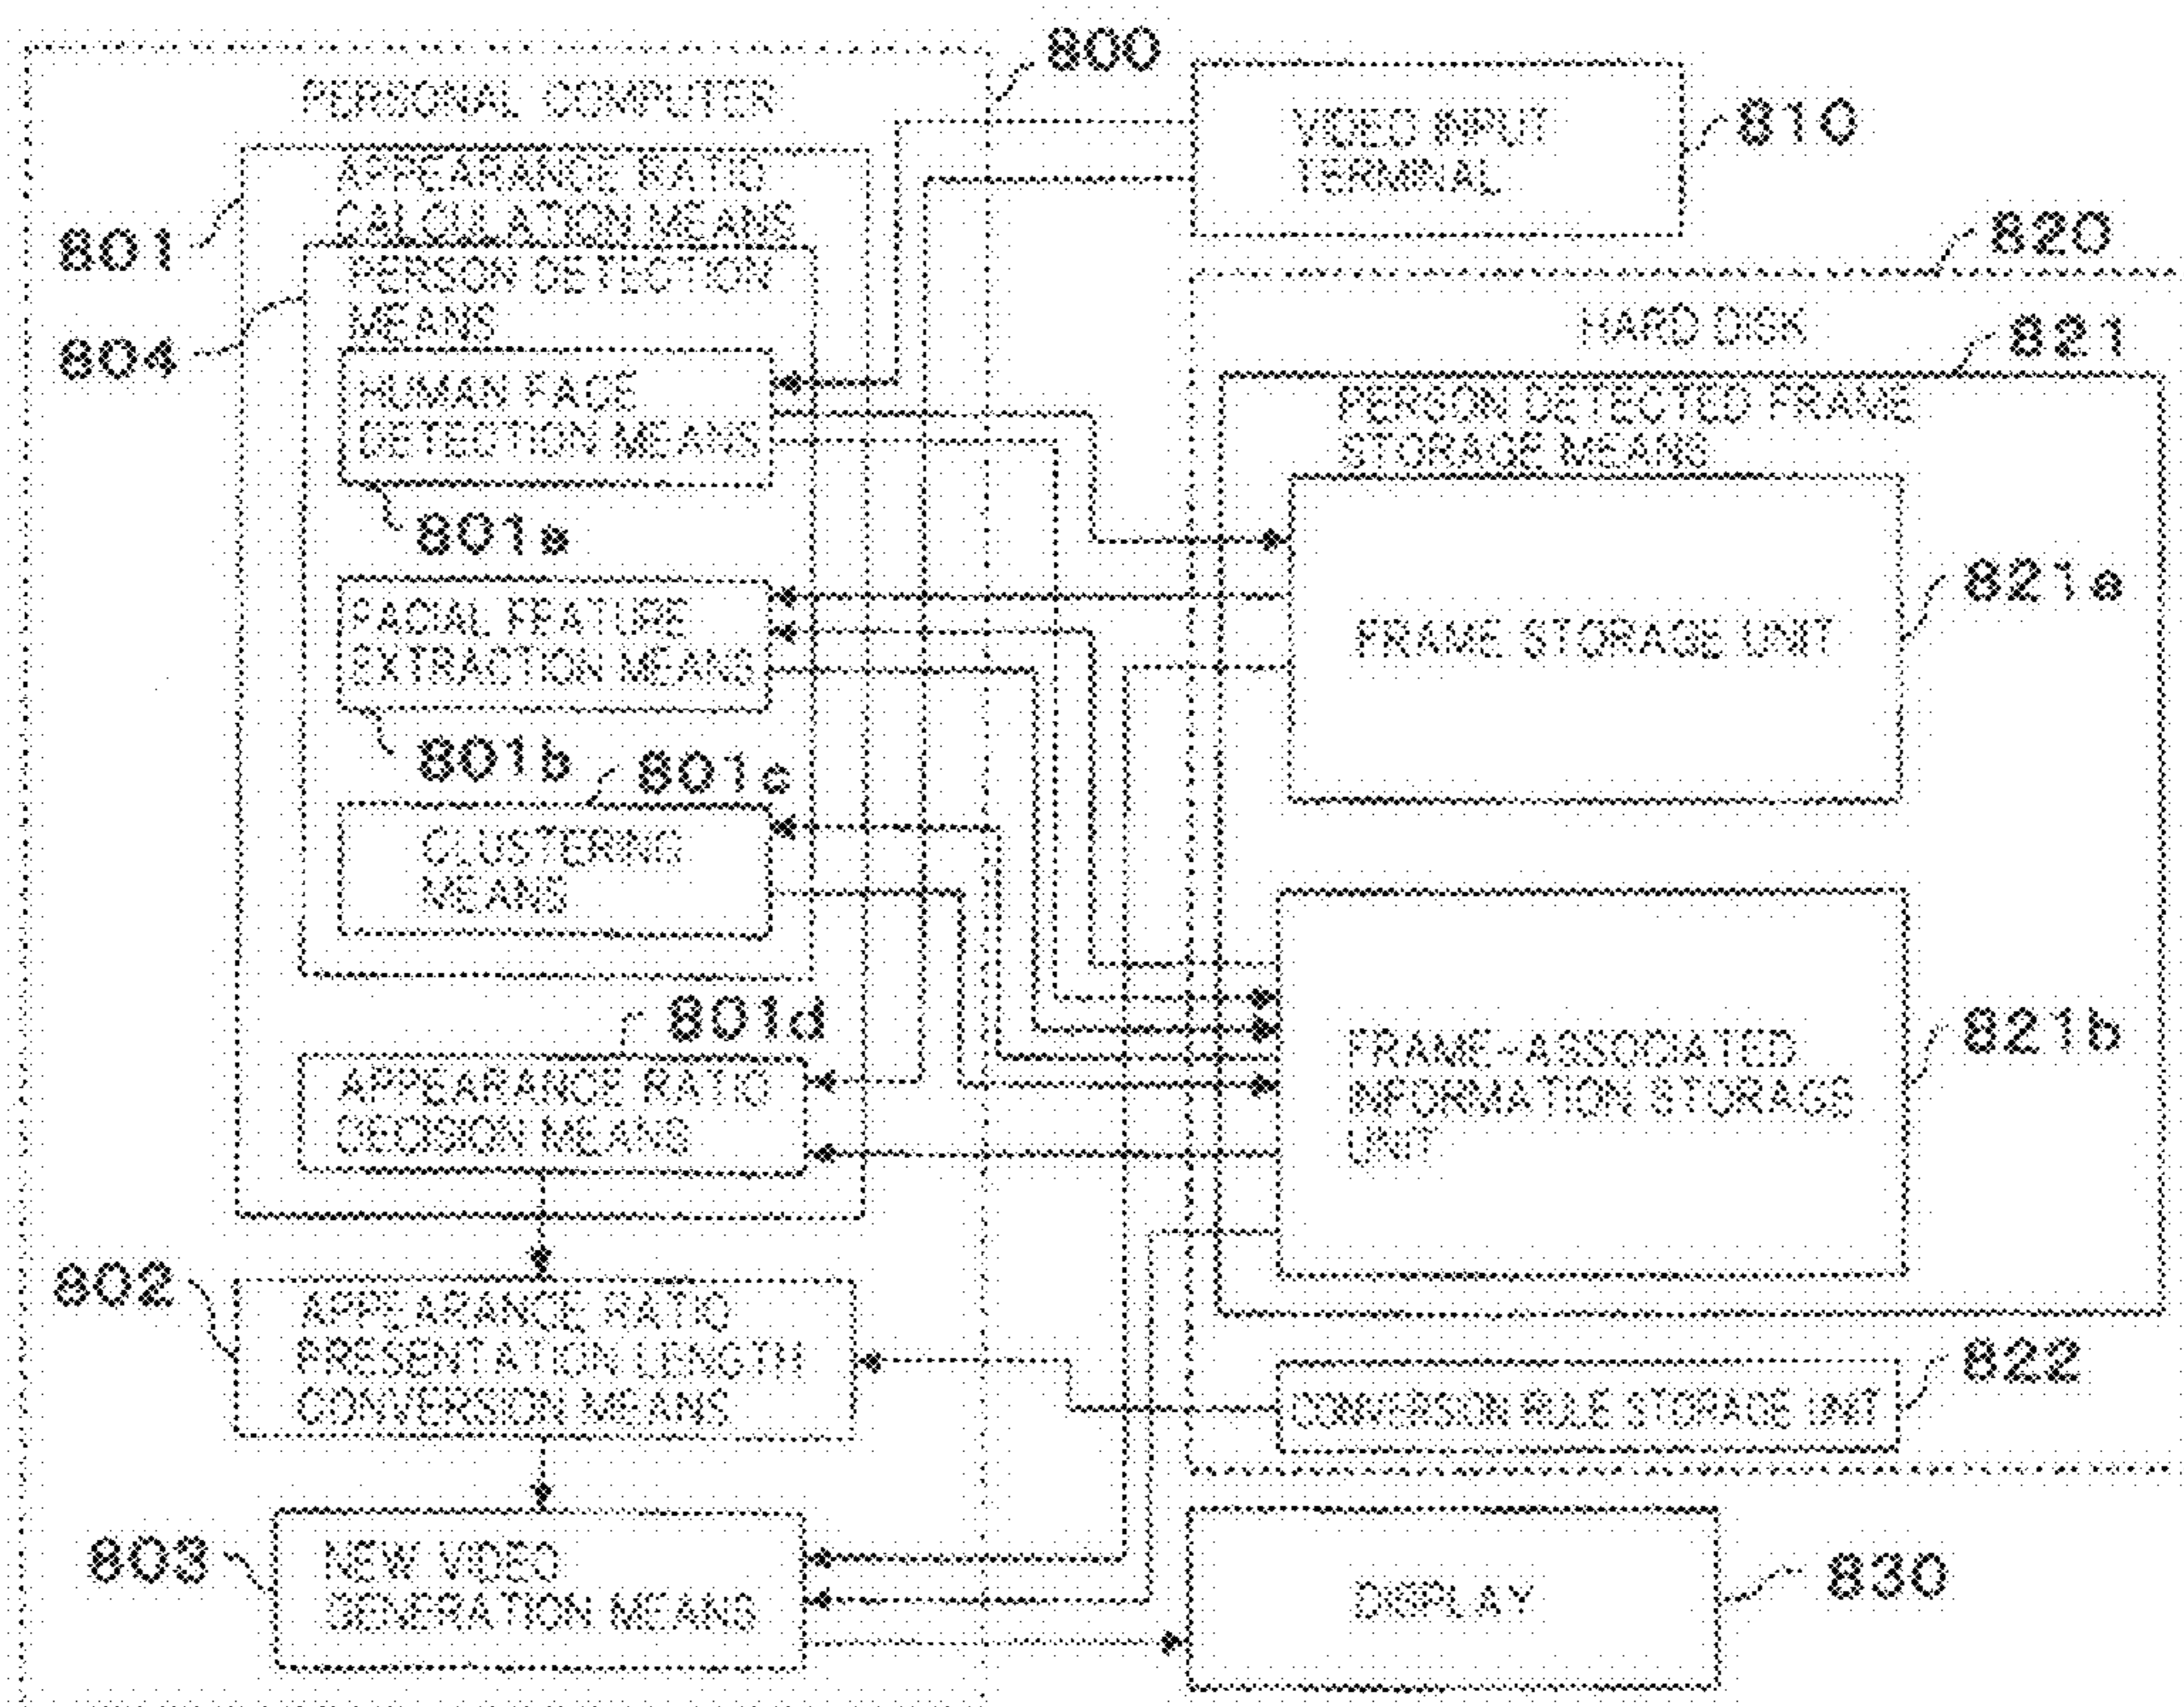 800
PERSONAL COMPUTER
VIDEO INPUT
TERMINAL
810
APPEARANCE RATIO
CALCULATION MEANS
801
PERSON DETECTION
MEANS
804
820
HARD DISK
821
HUMAN FACE
DETECTION MEANS
801a
PERSON DETECTED FRAME
STORAGE MEANS
FACIAL FEATURE
EXTRACTION MEANS
801b
FRAME STORAGE UNIT
821a
801c
CLUSTERING
MEANS
801d
APPEARANCE RATIO
DECISION MEANS
FRAME-ASSOCIATED
INFORMATION STORAGS
UNIT
821b
802
APPEARANCE RATIO
PRESENTATION LENGTH
CONVERSION MEANS
CONVERSION RULE STORAGE UNIT
822
803
NEW VIDEO
GENERATION MEANS
DISPLAY
830